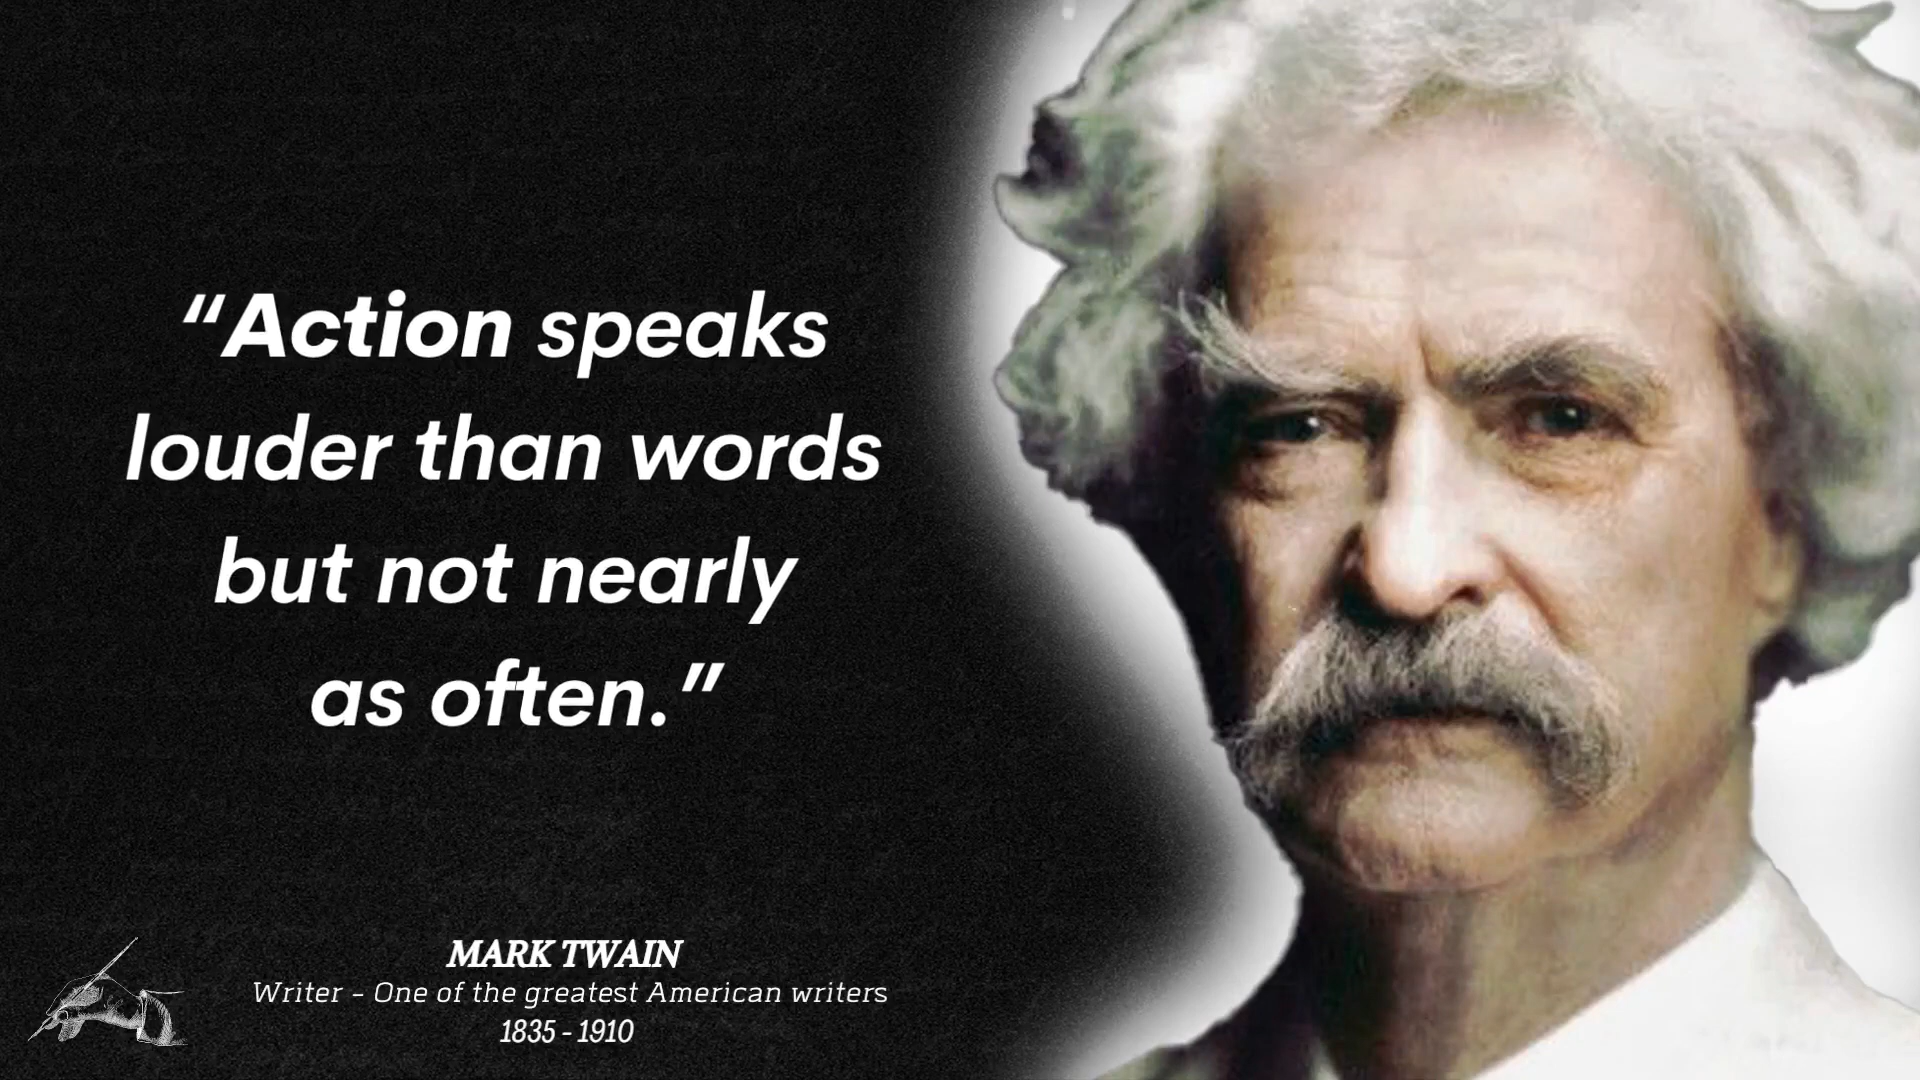 “Action speaks
louder than words
but not nearly
as often.”
MARK TWAIN
Writer - One of the greatest American writers
1835 - 1910